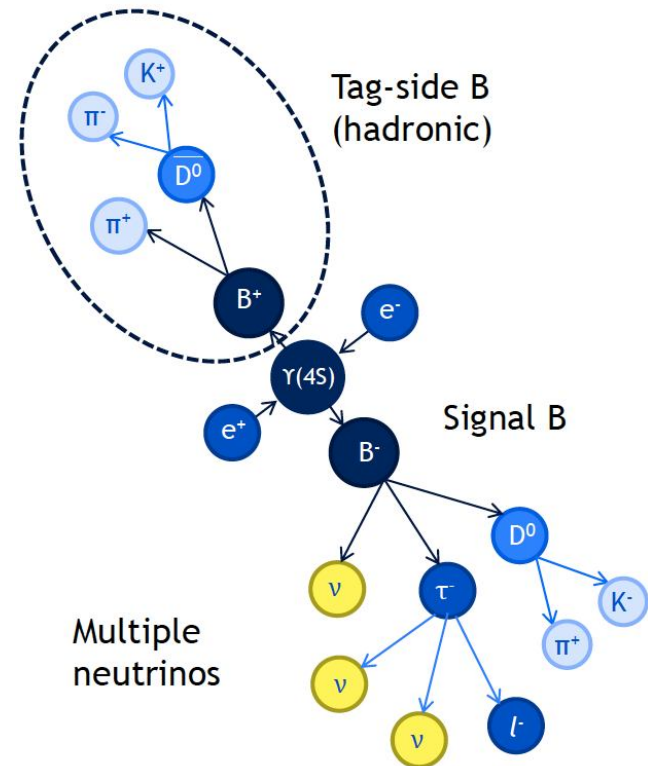 K⁺
Tag-side B
(hadronic)
π⁻
D̅⁰
π⁺
B⁺
e⁻
ϒ(4S)
e⁺
Signal B
B⁻
D⁰
ν
τ⁻
K⁻
π⁺
Multiple
neutrinos
ν
ν
l⁻